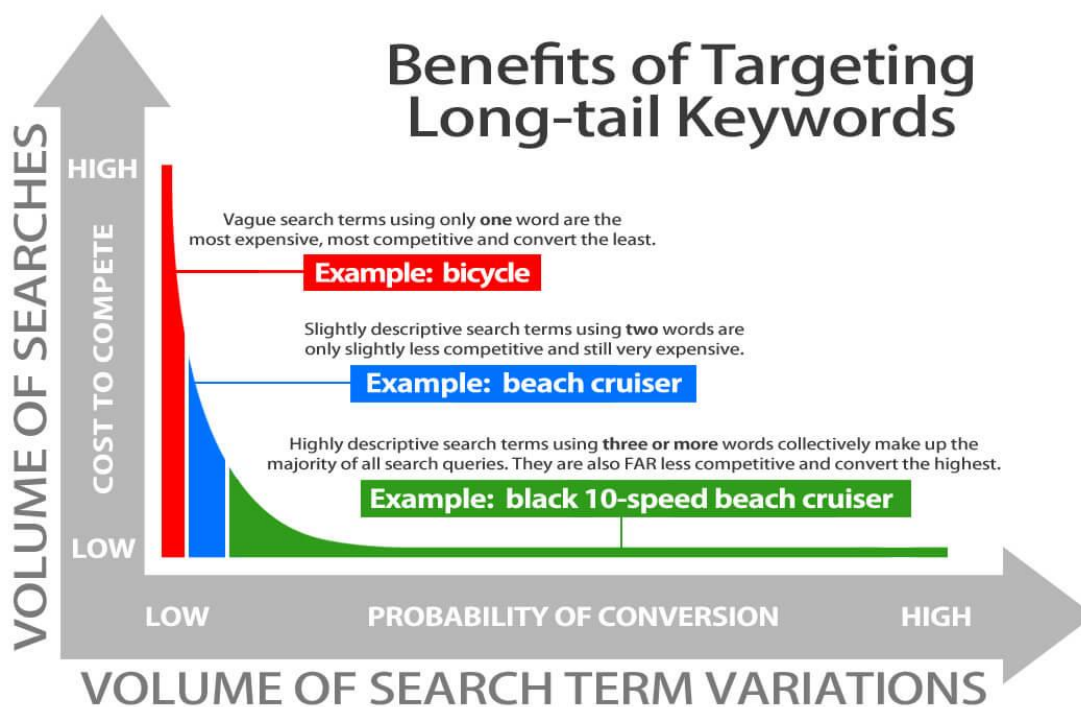 Benefits of Targeting
Long-tail Keywords
VOLUME OF SEARCHES
HIGH
COST TO COMPETE
LOW
Vague search terms using only one word are the
most expensive, most competitive and convert the least.
Example: bicycle
Slightly descriptive search terms using two words are
only slightly less competitive and still very expensive.
Example: beach cruiser
Highly descriptive search terms using three or more words collectively make up the
majority of all search queries. They are also FAR less competitive and convert the highest.
Example: black 10-speed beach cruiser
LOW
PROBABILITY OF CONVERSION
HIGH
VOLUME OF SEARCH TERM VARIATIONS